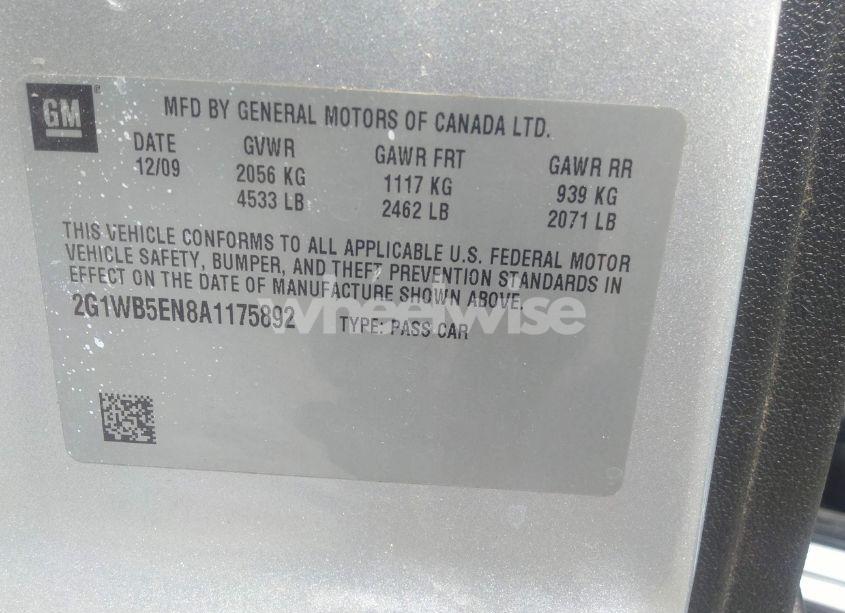 GM
MFD BY GENERAL MOTORS OF CANADA LTD.
DATE GVWR GAWR FRT GAWR RR
12/09 2056 KG 1117 KG 939 KG
4533 LB 2462 LB 2071 LB
THIS VEHICLE CONFORMS TO ALL APPLICABLE U.S. FEDERAL MOTOR
VEHICLE SAFETY, BUMPER, AND THEFT PREVENTION STANDARDS IN
EFFECT ON THE DATE OF MANUFACTURE SHOWN ABOVE.
2G1WB5EN8A1175892 TYPE: PASS CAR
wheelwise